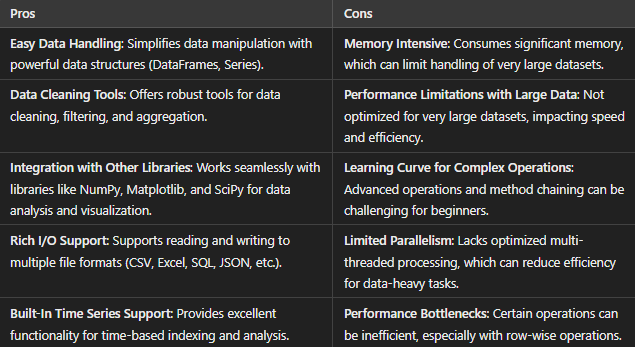 Pros
Cons
Easy Data Handling: Simplifies data manipulation with
powerful data structures (DataFrames, Series).
Memory Intensive: Consumes significant memory,
which can limit handling of very large datasets.
Data Cleaning Tools: Offers robust tools for data
cleaning, filtering, and aggregation.
Performance Limitations with Large Data: Not
optimized for very large datasets, impacting speed
and efficiency.
Integration with Other Libraries: Works seamlessly with
libraries like NumPy, Matplotlib, and SciPy for data
analysis and visualization.
Learning Curve for Complex Operations:
Advanced operations and method chaining can be
challenging for beginners.
Rich I/O Support: Supports reading and writing to
multiple file formats (CSV, Excel, SQL, JSON, etc.).
Limited Parallelism: Lacks optimized multi-
threaded processing, which can reduce efficiency
for data-heavy tasks.
Built-In Time Series Support: Provides excellent
functionality for time-based indexing and analysis.
Performance Bottlenecks: Certain operations can
be inefficient, especially with row-wise operations.